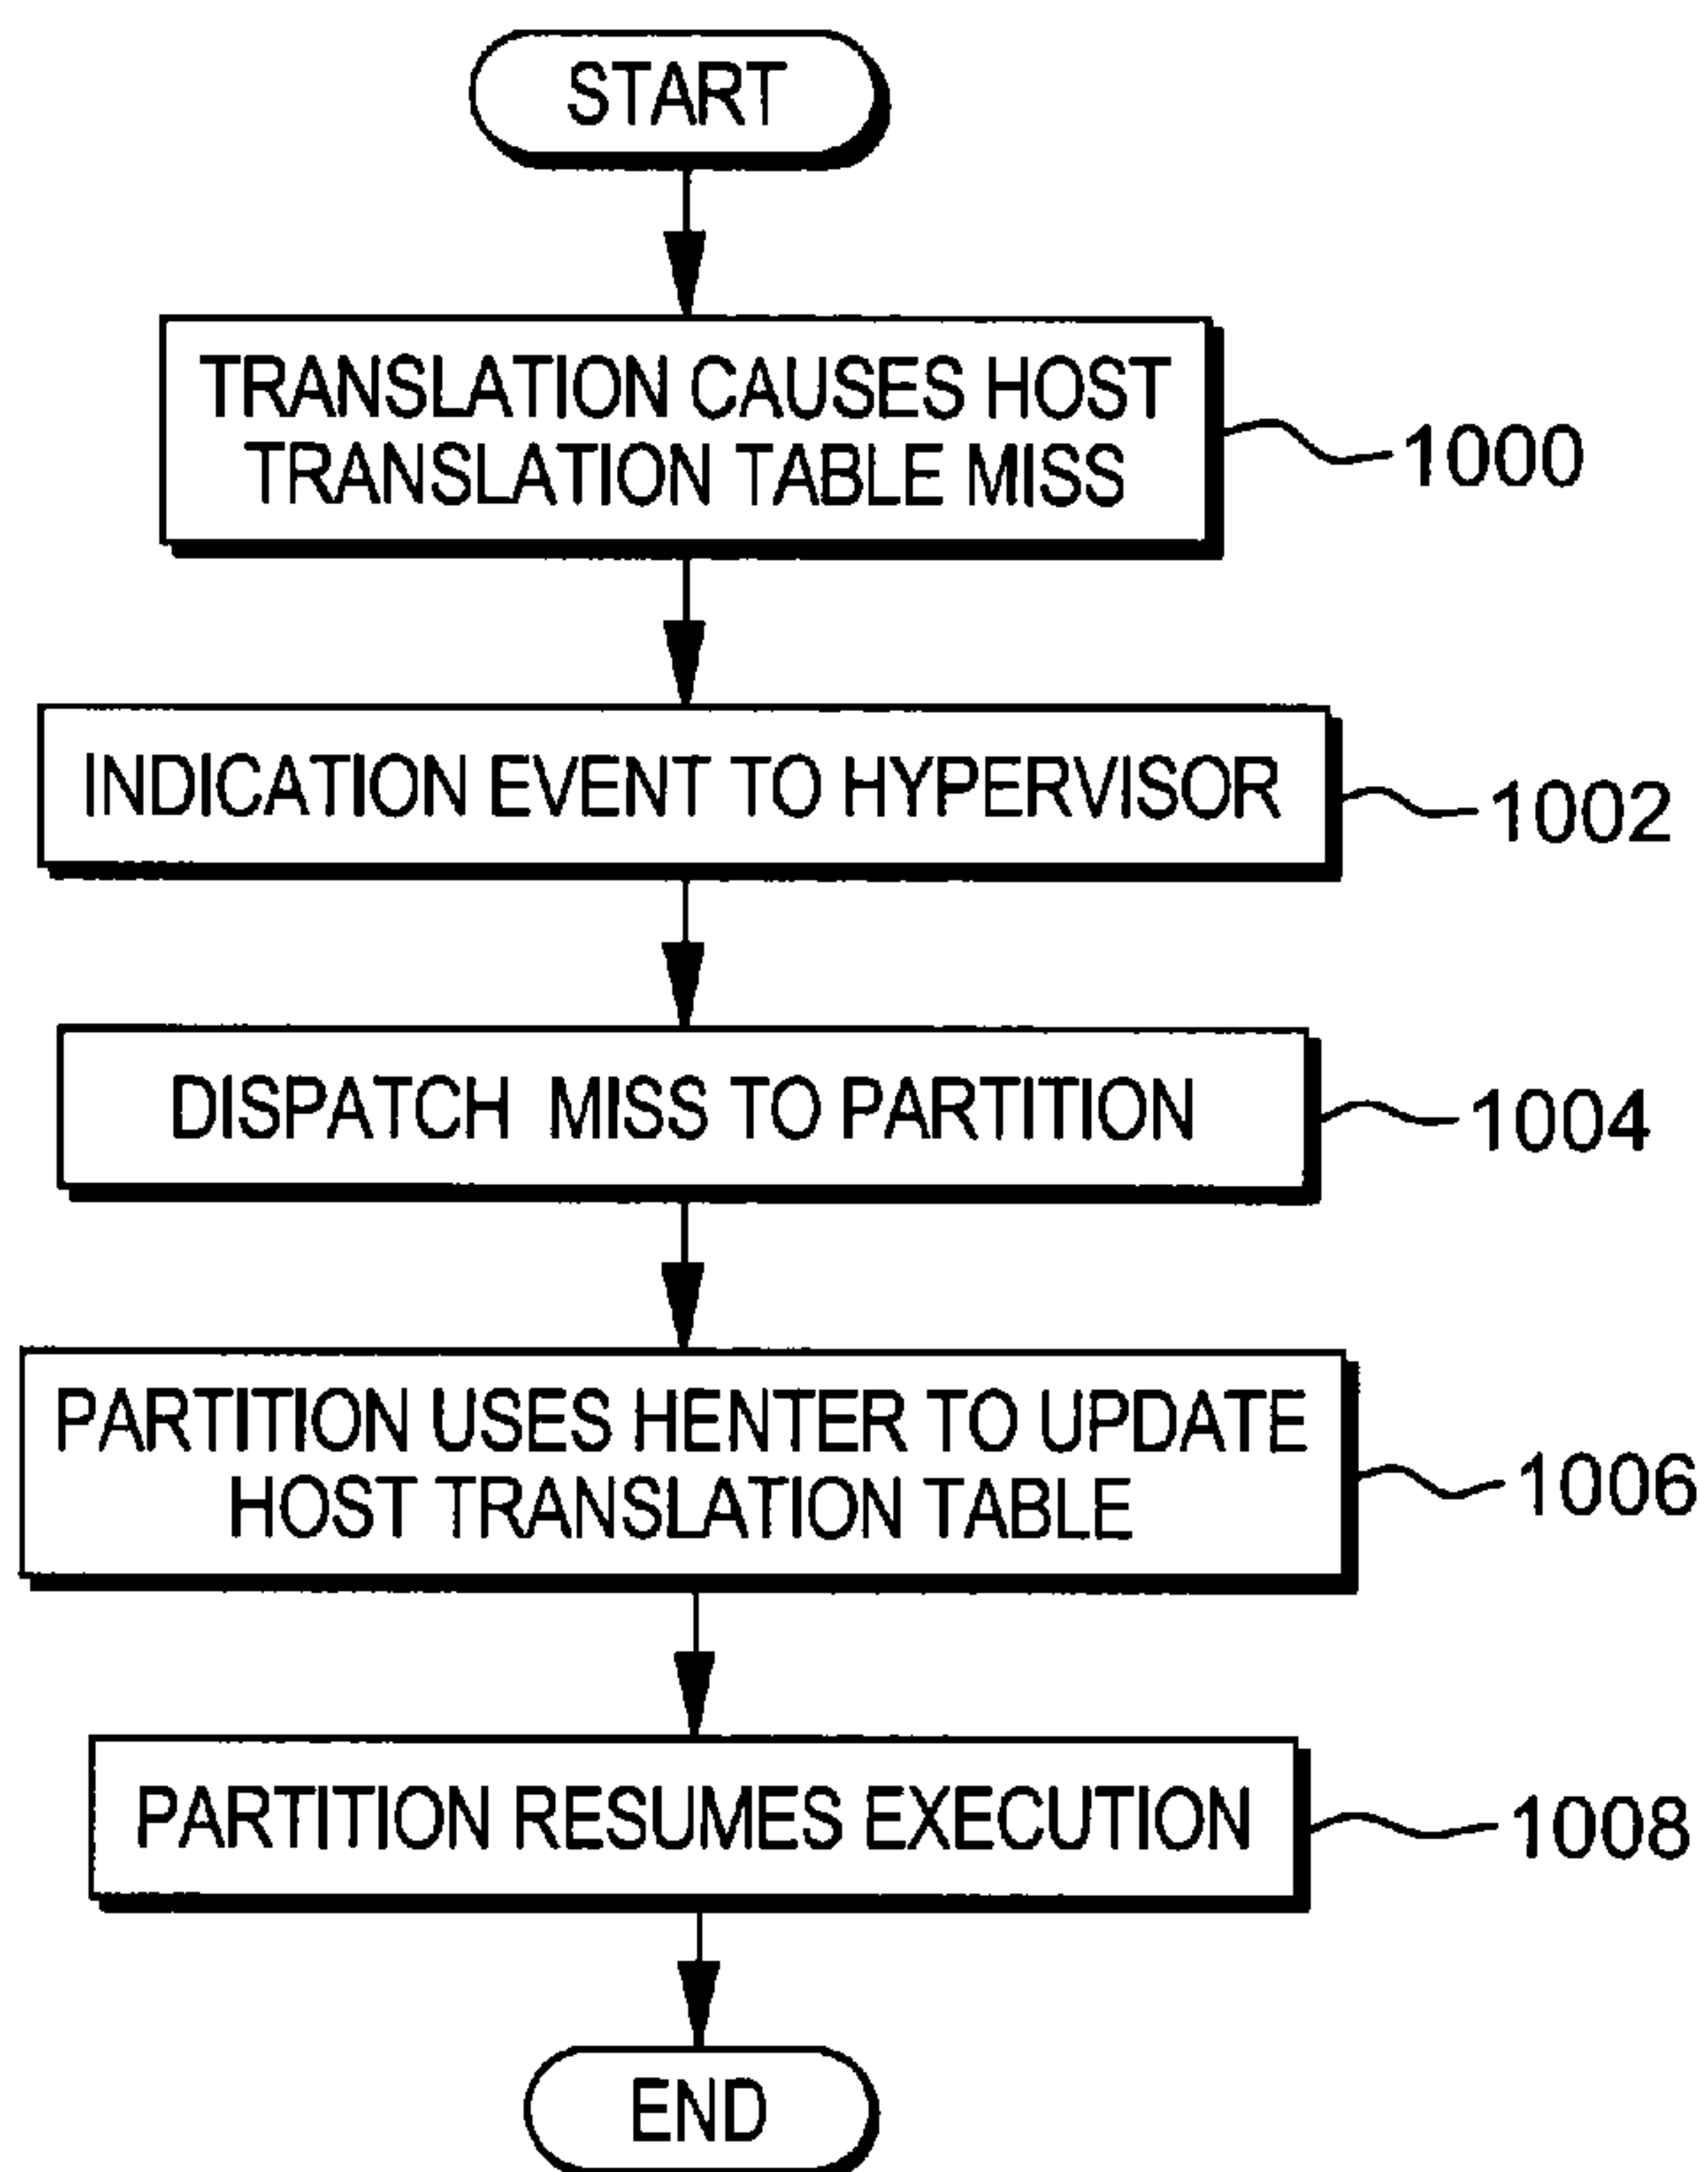 START
TRANSLATION CAUSES HOST
TRANSLATION TABLE MISS
1000
INDICATION EVENT TO HYPERVISOR
1002
DISPATCH MISS TO PARTITION
1004
PARTITION USES HENTER TO UPDATE
HOST TRANSLATION TABLE
1006
PARTITION RESUMES EXECUTION
1008
END